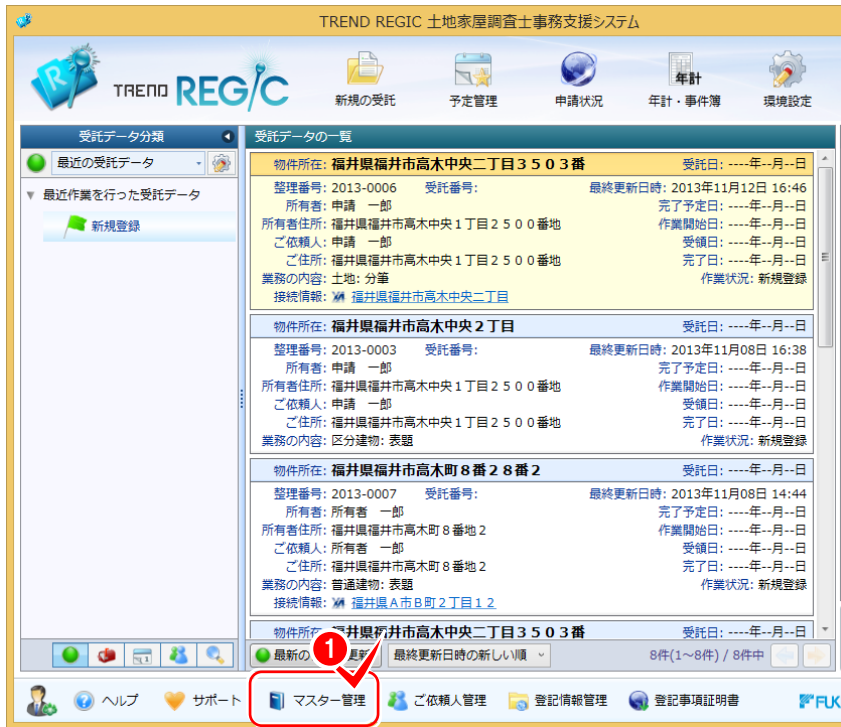 TREND REGIC 土地家屋調査士事務支援システム
TREND REGIC
新規の受託 予定管理 申請状況 年計・事件簿 環境設定
年計
受託データ分類 受託データの一覧
最近の受託データ
最近作業を行った受託データ
新規登録
物件所在: 福井県福井市高木中央二丁目3503番 受託日: ----年--月--日
整理番号: 2013-0006 受託番号: 最終更新日時: 2013年11月12日 16:46
所有者: 申請 一郎 完了予定日: ----年--月--日
所有者住所: 福井県福井市高木中央1丁目2500番地 作業開始日: ----年--月--日
ご依頼人: 申請 一郎 受領日: ----年--月--日
ご住所: 福井県福井市高木中央1丁目2500番地 完了日: ----年--月--日
業務の内容: 土地: 分筆 作業状況: 新規登録
接続情報: 福井県福井市高木中央二丁目
物件所在: 福井県福井市高木中央2丁目 受託日: ----年--月--日
整理番号: 2013-0003 受託番号: 最終更新日時: 2013年11月08日 16:38
所有者: 申請 一郎 完了予定日: ----年--月--日
所有者住所: 福井県福井市高木中央1丁目2500番地 作業開始日: ----年--月--日
ご依頼人: 申請 一郎 受領日: ----年--月--日
ご住所: 福井県福井市高木中央1丁目2500番地 完了日: ----年--月--日
業務の内容: 区分建物: 表題 作業状況: 新規登録
物件所在: 福井県福井市高木町8番28番2 受託日: ----年--月--日
整理番号: 2013-0007 受託番号: 最終更新日時: 2013年11月08日 14:44
所有者: 所有者 一郎 完了予定日: ----年--月--日
所有者住所: 福井県福井市高木町8番地2 作業開始日: ----年--月--日
ご依頼人: 所有者 一郎 受領日: ----年--月--日
ご住所: 福井県福井市高木町8番地2 完了日: ----年--月--日
業務の内容: 普通建物: 表題 作業状況: 新規登録
接続情報: 福井県A市B町2丁目12
物件所在: 福井県福井市高木中央二丁目3503番 受託日: ----年--月--日
1
最新の 更新 最終更新日時の新しい順 8件(1~8件) / 8件中
ヘルプ サポート マスター管理 ご依頼人管理 登記情報管理 登記事項証明書 FUK